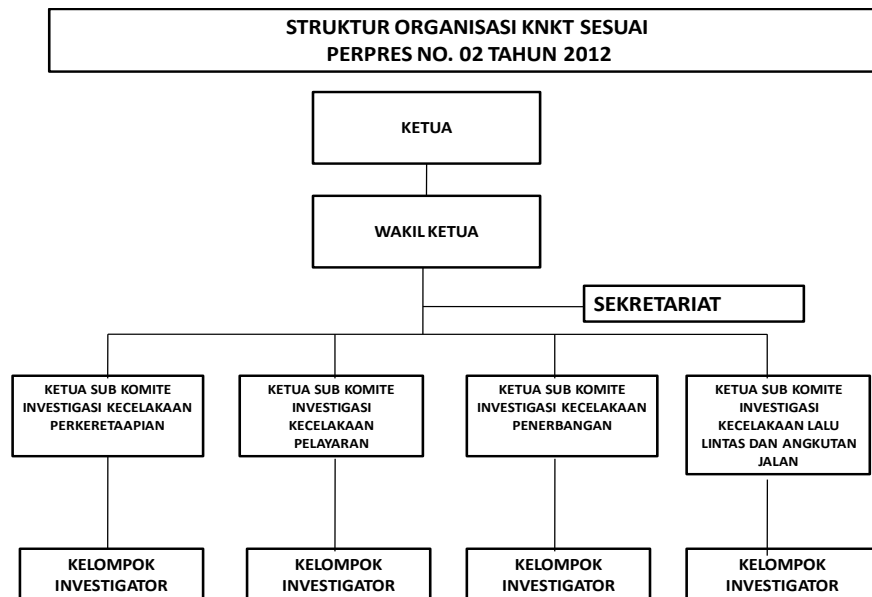 STRUKTUR ORGANISASI KNKT SESUAI
PERPRES NO. 02 TAHUN 2012
KETUA
WAKIL KETUA
SEKRETARIAT
KETUA SUB KOMITE
INVESTIGASI KECELAKAAN
PERKERETAAPIAN
KETUA SUB KOMITE
INVESTIGASI
KECELAKAAN
PELAYARAN
KETUA SUB KOMITE
INVESTIGASI KECELAKAAN
PENERBANGAN
KETUA SUB KOMITE
INVESTIGASI
KECELAKAAN LALU
LINTAS DAN ANGKUTAN
JALAN
KELOMPOK
INVESTIGATOR
KELOMPOK
INVESTIGATOR
KELOMPOK
INVESTIGATOR
KELOMPOK
INVESTIGATOR